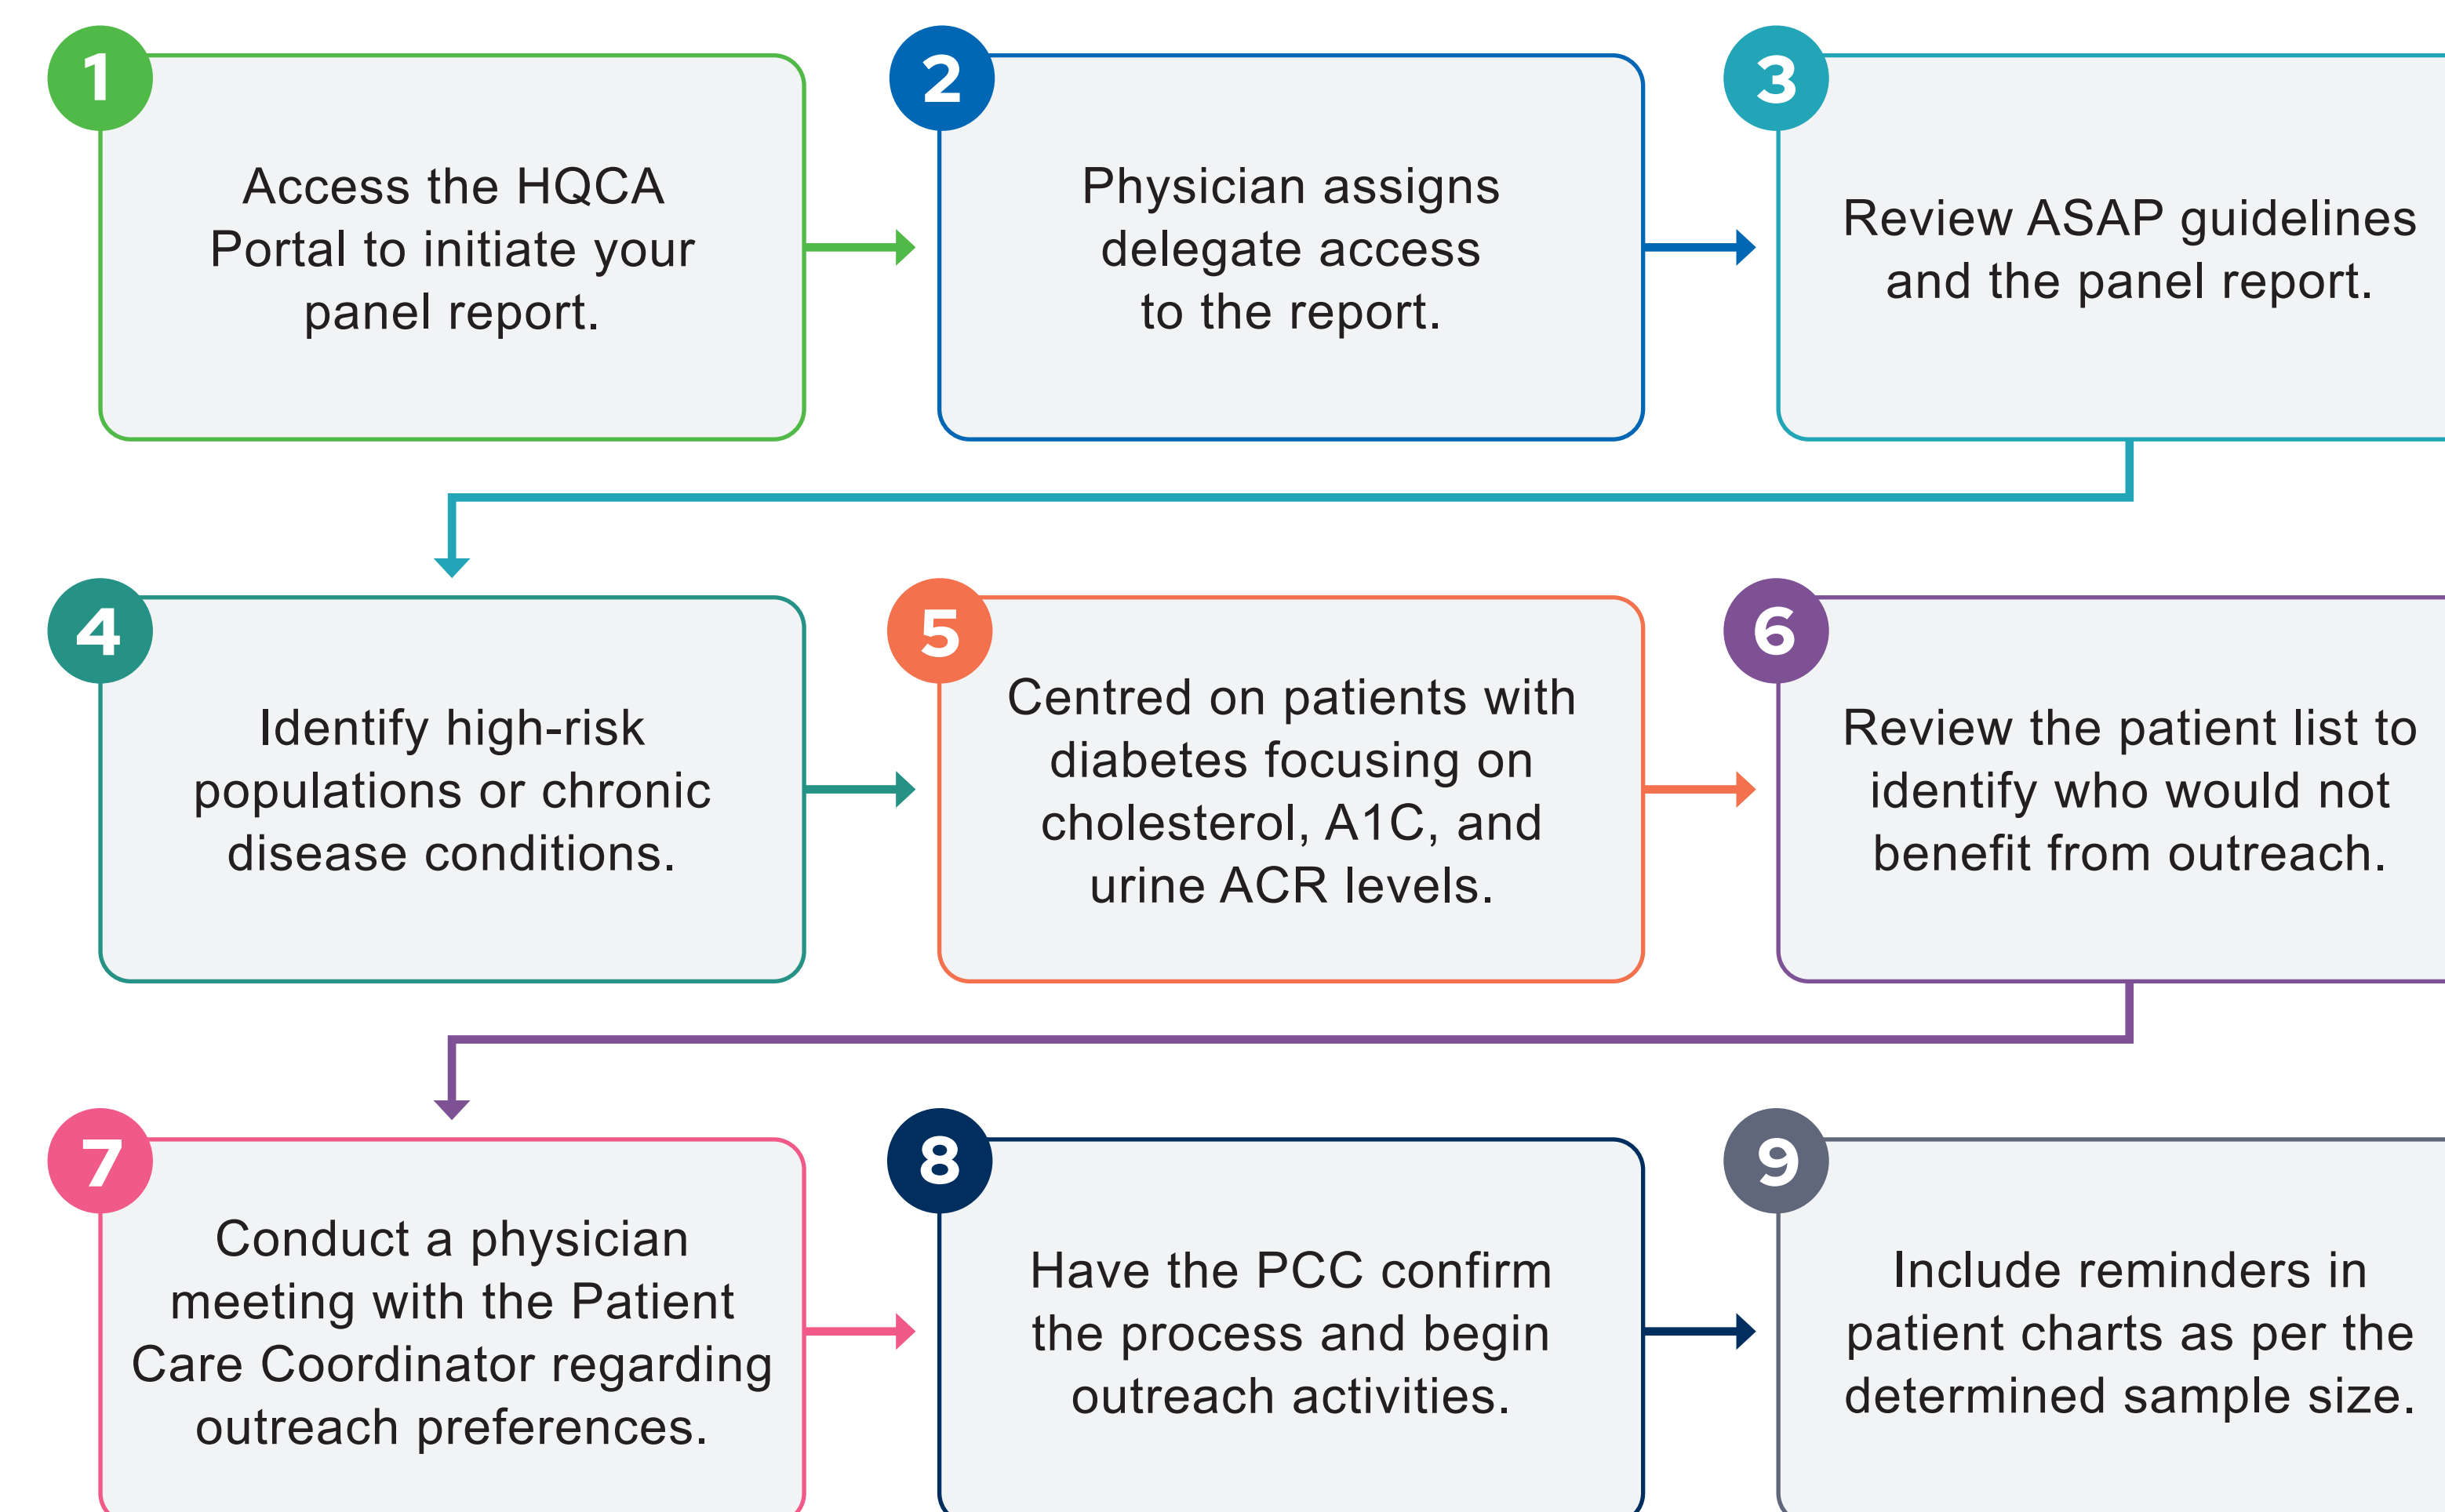 1
Access the HQCA
Portal to initiate your
panel report.
2
Physician assigns
delegate access
to the report.
3
Review ASAP guidelines
and the panel report.
4
Identify high-risk
populations or chronic
disease conditions.
5
Centred on patients with
diabetes focusing on
cholesterol, A1C, and
urine ACR levels.
6
Review the patient list to
identify who would not
benefit from outreach.
7
Conduct a physician
meeting with the Patient
Care Coordinator regarding
outreach preferences.
8
Have the PCC confirm
the process and begin
outreach activities.
9
Include reminders in
patient charts as per the
determined sample size.